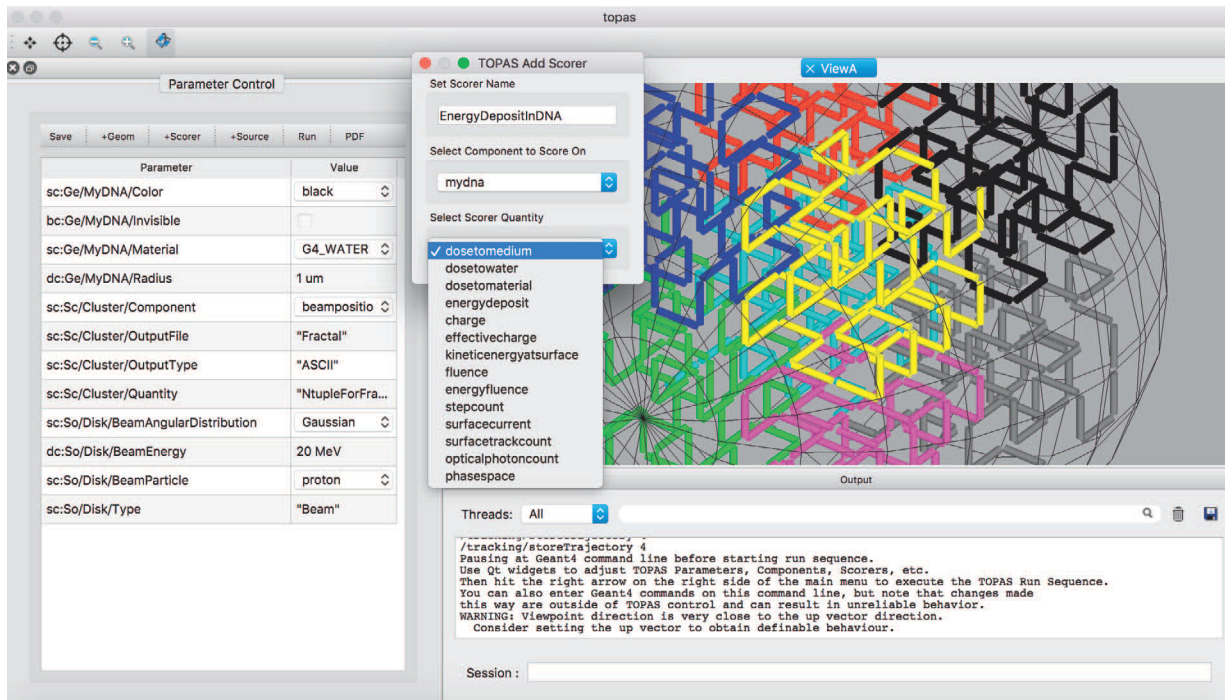 topas
Parameter Control
Save +Geom +Scorer +Source Run PDF
Parameter Value
sc:Ge/MyDNA/Color black
bc:Ge/MyDNA/Invisible
sc:Ge/MyDNA/Material G4_WATER
dc:Ge/MyDNA/Radius 1 um
sc:Sc/Cluster/Component beampositio
sc:Sc/Cluster/OutputFile "Fractal"
sc:Sc/Cluster/OutputType "ASCII"
sc:Sc/Cluster/Quantity "NtupleForFra...
sc:So/Disk/BeamAngularDistribution Gaussian
dc:So/Disk/BeamEnergy 20 MeV
sc:So/Disk/BeamParticle proton
sc:So/Disk/Type "Beam"
TOPAS Add Scorer
Set Scorer Name
EnergyDepositInDNA
Select Component to Score On
mydna
Select Scorer Quantity
✓ dosetomedium
dosetowater
dosetomaterial
energydeposit
charge
effectivecharge
kineticenergyatsurface
fluence
energyfluence
stepcount
surfacecurrent
surfacetrackcount
opticalphotoncount
phasespace
ViewA
Output
Threads: All
/tracking/storeTrajectory 4
Pausing at Geant4 command line before starting run sequence.
Use Qt widgets to adjust TOPAS Parameters, Components, Scorers, etc.
Then hit the right arrow on the right side of the main menu to execute the TOPAS Run Sequence.
You can also enter Geant4 commands on this command line, but note that changes made
this way are outside of TOPAS control and can result in unreliable behavior.
WARNING: Viewpoint direction is very close to the up vector direction.
Consider setting the up vector to obtain definable behaviour.
Session :